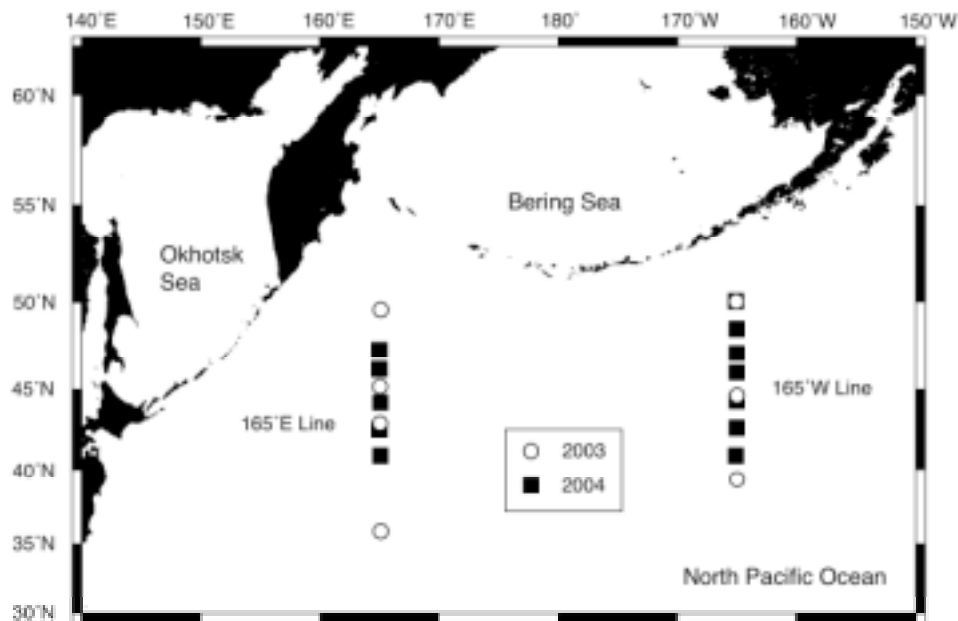 140˚E 150˚E 160˚E 170˚E 180˚ 170˚W 160˚W 150˚W
60˚N
55˚N
Bering Sea
Okhotsk
Sea
50˚N
45˚N
165˚W Line
165˚E Line
2003
40˚N
2004
35˚N
North Pacific Ocean
30˚N